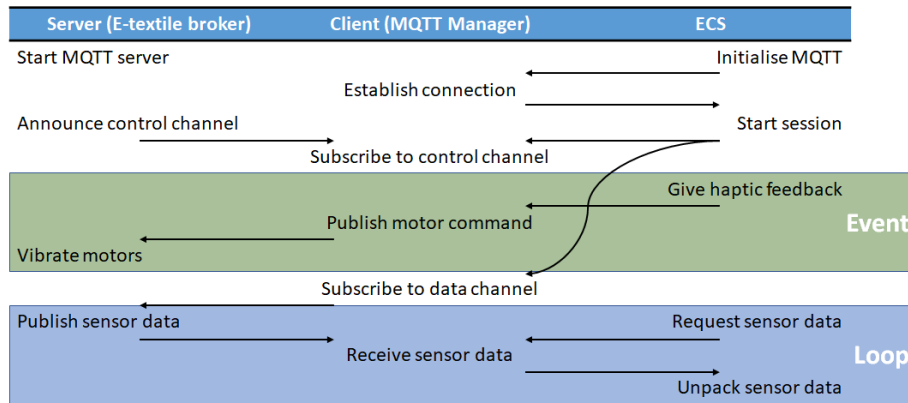 Server (E-textile broker) Client (MQTT Manager) ECS
Start MQTT server Initialise MQTT
Establish connection
Announce control channel Start session
Subscribe to control channel
Give haptic feedback
Event
Publish motor command
Vibrate motors
Subscribe to data channel
Publish sensor data Request sensor data
Receive sensor data Loop
Unpack sensor data